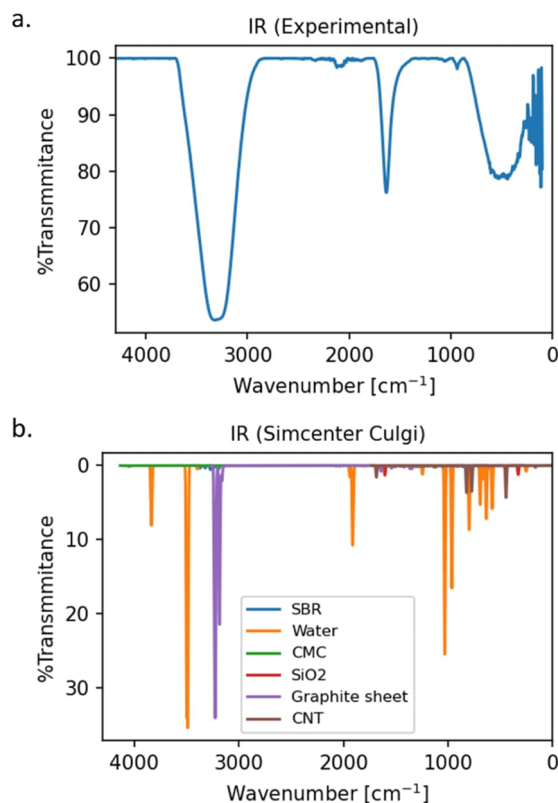 a.
IR (Experimental)
100
90
80
70
60
%Transmmitance
4000 3000 2000 1000 0
Wavenumber [cm⁻¹]
b.
IR (Simcenter Culgi)
0
10
20
30
%Transmmitance
SBR
Water
CMC
SiO2
Graphite sheet
CNT
4000 3000 2000 1000 0
Wavenumber [cm⁻¹]